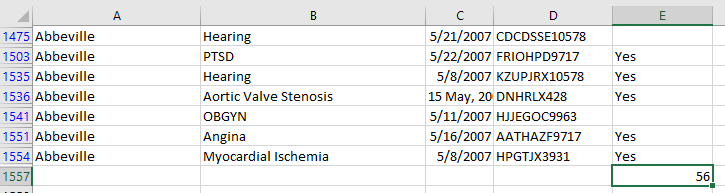 A B C D E
1475 Abbeville Hearing 5/21/2007 CDCDSSE10578
1503 Abbeville PTSD 5/22/2007 FRIOHPD9717 Yes
1535 Abbeville Hearing 5/8/2007 KZUPJRX10578 Yes
1536 Abbeville Aortic Valve Stenosis 15 May, 20 DNHRLX428 Yes
1541 Abbeville OBGYN 5/11/2007 HJJEGOC9963
1551 Abbeville Angina 5/16/2007 AATHAZF9717 Yes
1554 Abbeville Myocardial Ischemia 5/8/2007 HPGTJX3931 Yes
1557 56